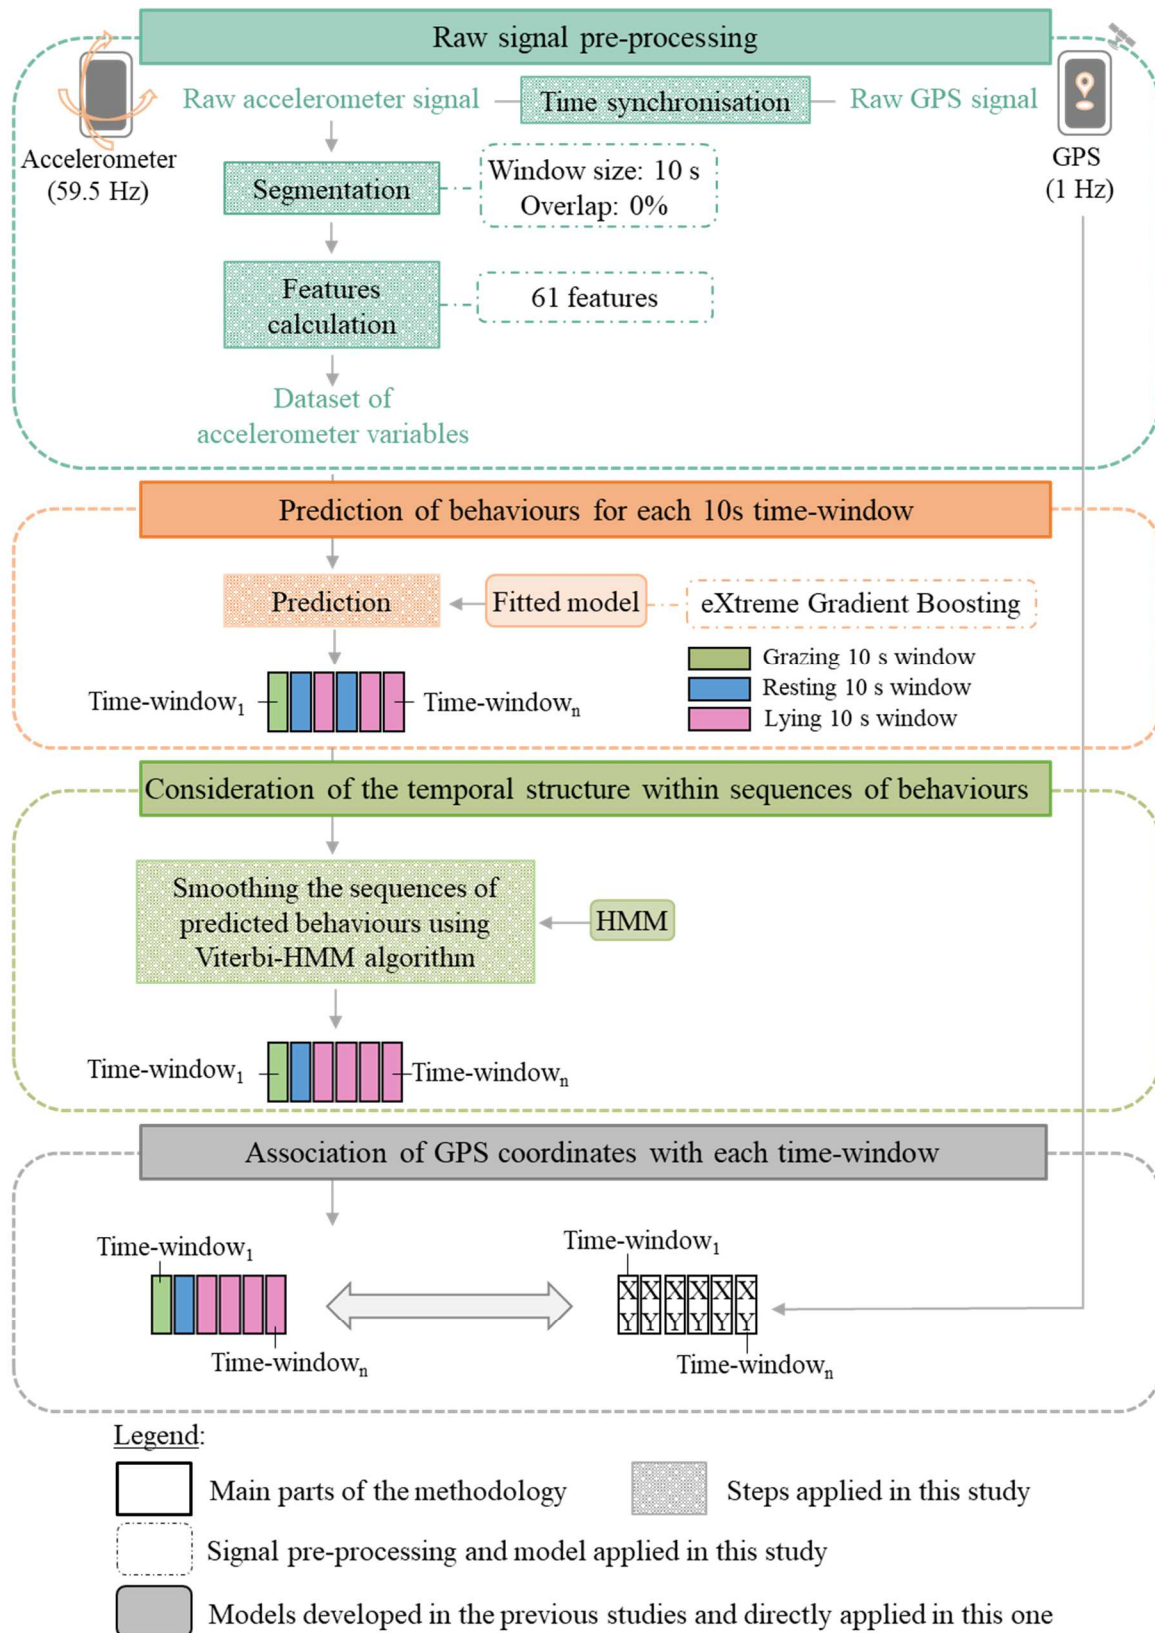 Raw signal pre-processing
Raw accelerometer signal
Time synchronisation
Raw GPS signal
Accelerometer
(59.5 Hz)
GPS
(1 Hz)
Segmentation
Window size: 10 s
Overlap: 0%
Features
calculation
61 features
Dataset of
accelerometer variables
Prediction of behaviours for each 10s time-window
Prediction
Fitted model
eXtreme Gradient Boosting
Grazing 10 s window
Resting 10 s window
Lying 10 s window
Time-window1
Time-windown
Consideration of the temporal structure within sequences of behaviours
Smoothing the sequences of
predicted behaviours using
Viterbi-HMM algorithm
HMM
Time-window1
Time-windown
Association of GPS coordinates with each time-window
Time-window1
Time-windown
Time-window1
X X X X X X
Y Y Y Y Y Y
Time-windown
Legend:
Main parts of the methodology
Steps applied in this study
Signal pre-processing and model applied in this study
Models developed in the previous studies and directly applied in this one